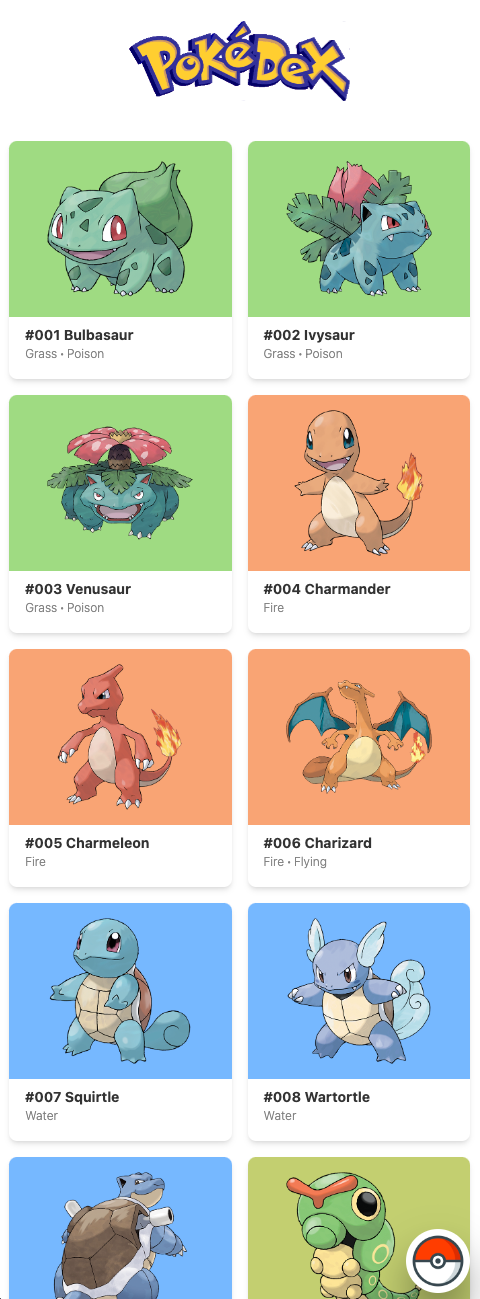 POKéDEX
#001 Bulbasaur
Grass • Poison
#002 Ivysaur
Grass • Poison
#003 Venusaur
Grass • Poison
#004 Charmander
Fire
#005 Charmeleon
Fire
#006 Charizard
Fire • Flying
#007 Squirtle
Water
#008 Wartortle
Water